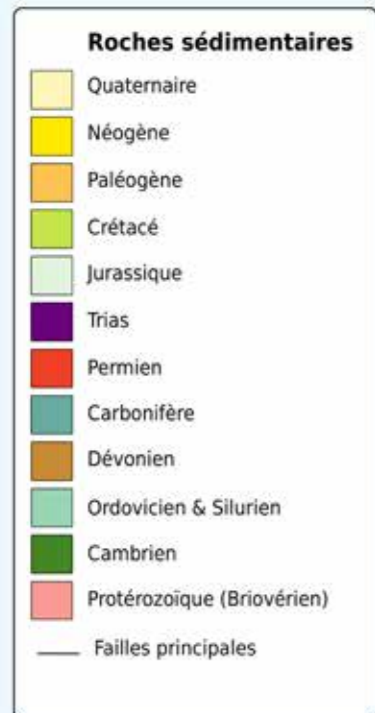 Roches sédimentaires
Quaternaire
Néogène
Paléogène
Crétacé
Jurassique
Trias
Permien
Carbonifère
Dévonien
Ordovicien & Silurien
Cambrien
Protérozoïque (Briovérien)
Failles principales